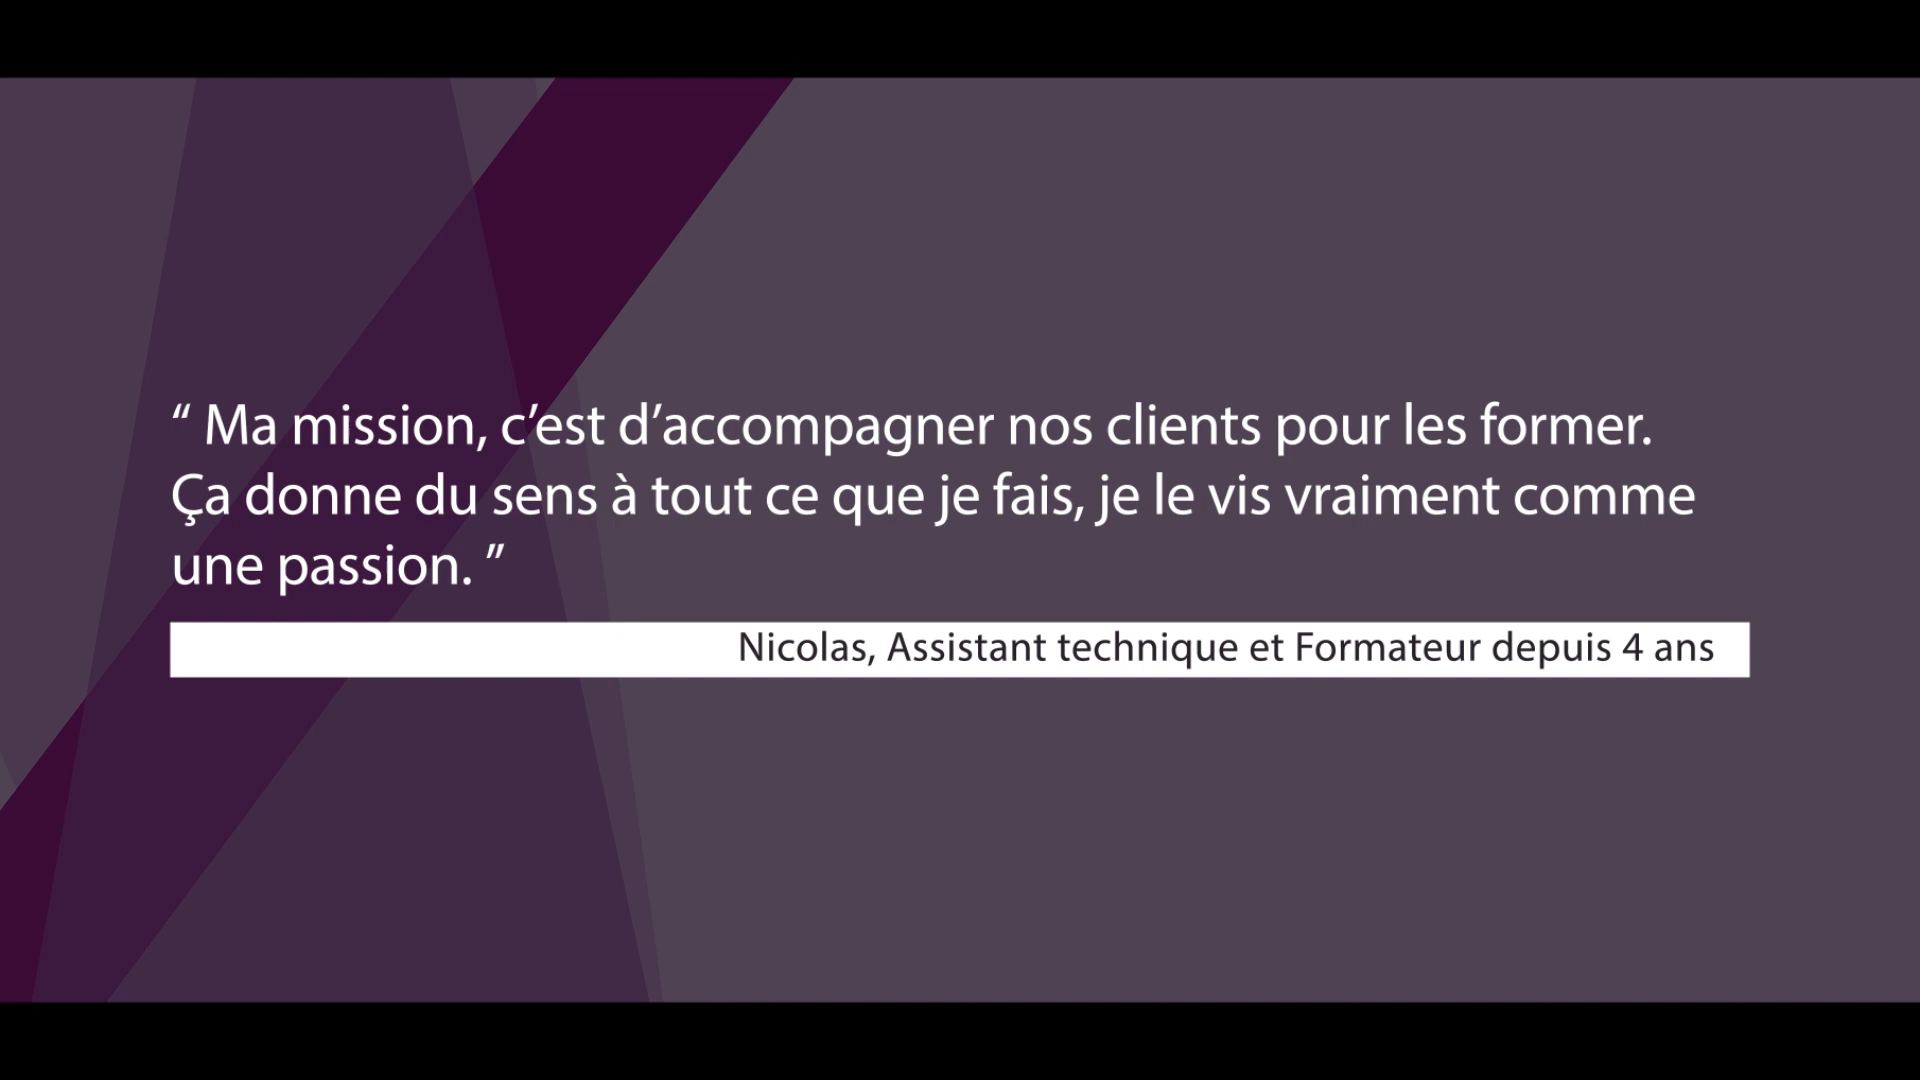 “ Ma mission, c’est d’accompagner nos clients pour les former.
Ça donne du sens à tout ce que je fais, je le vis vraiment comme
une passion. ”
Nicolas, Assistant technique et Formateur depuis 4 ans